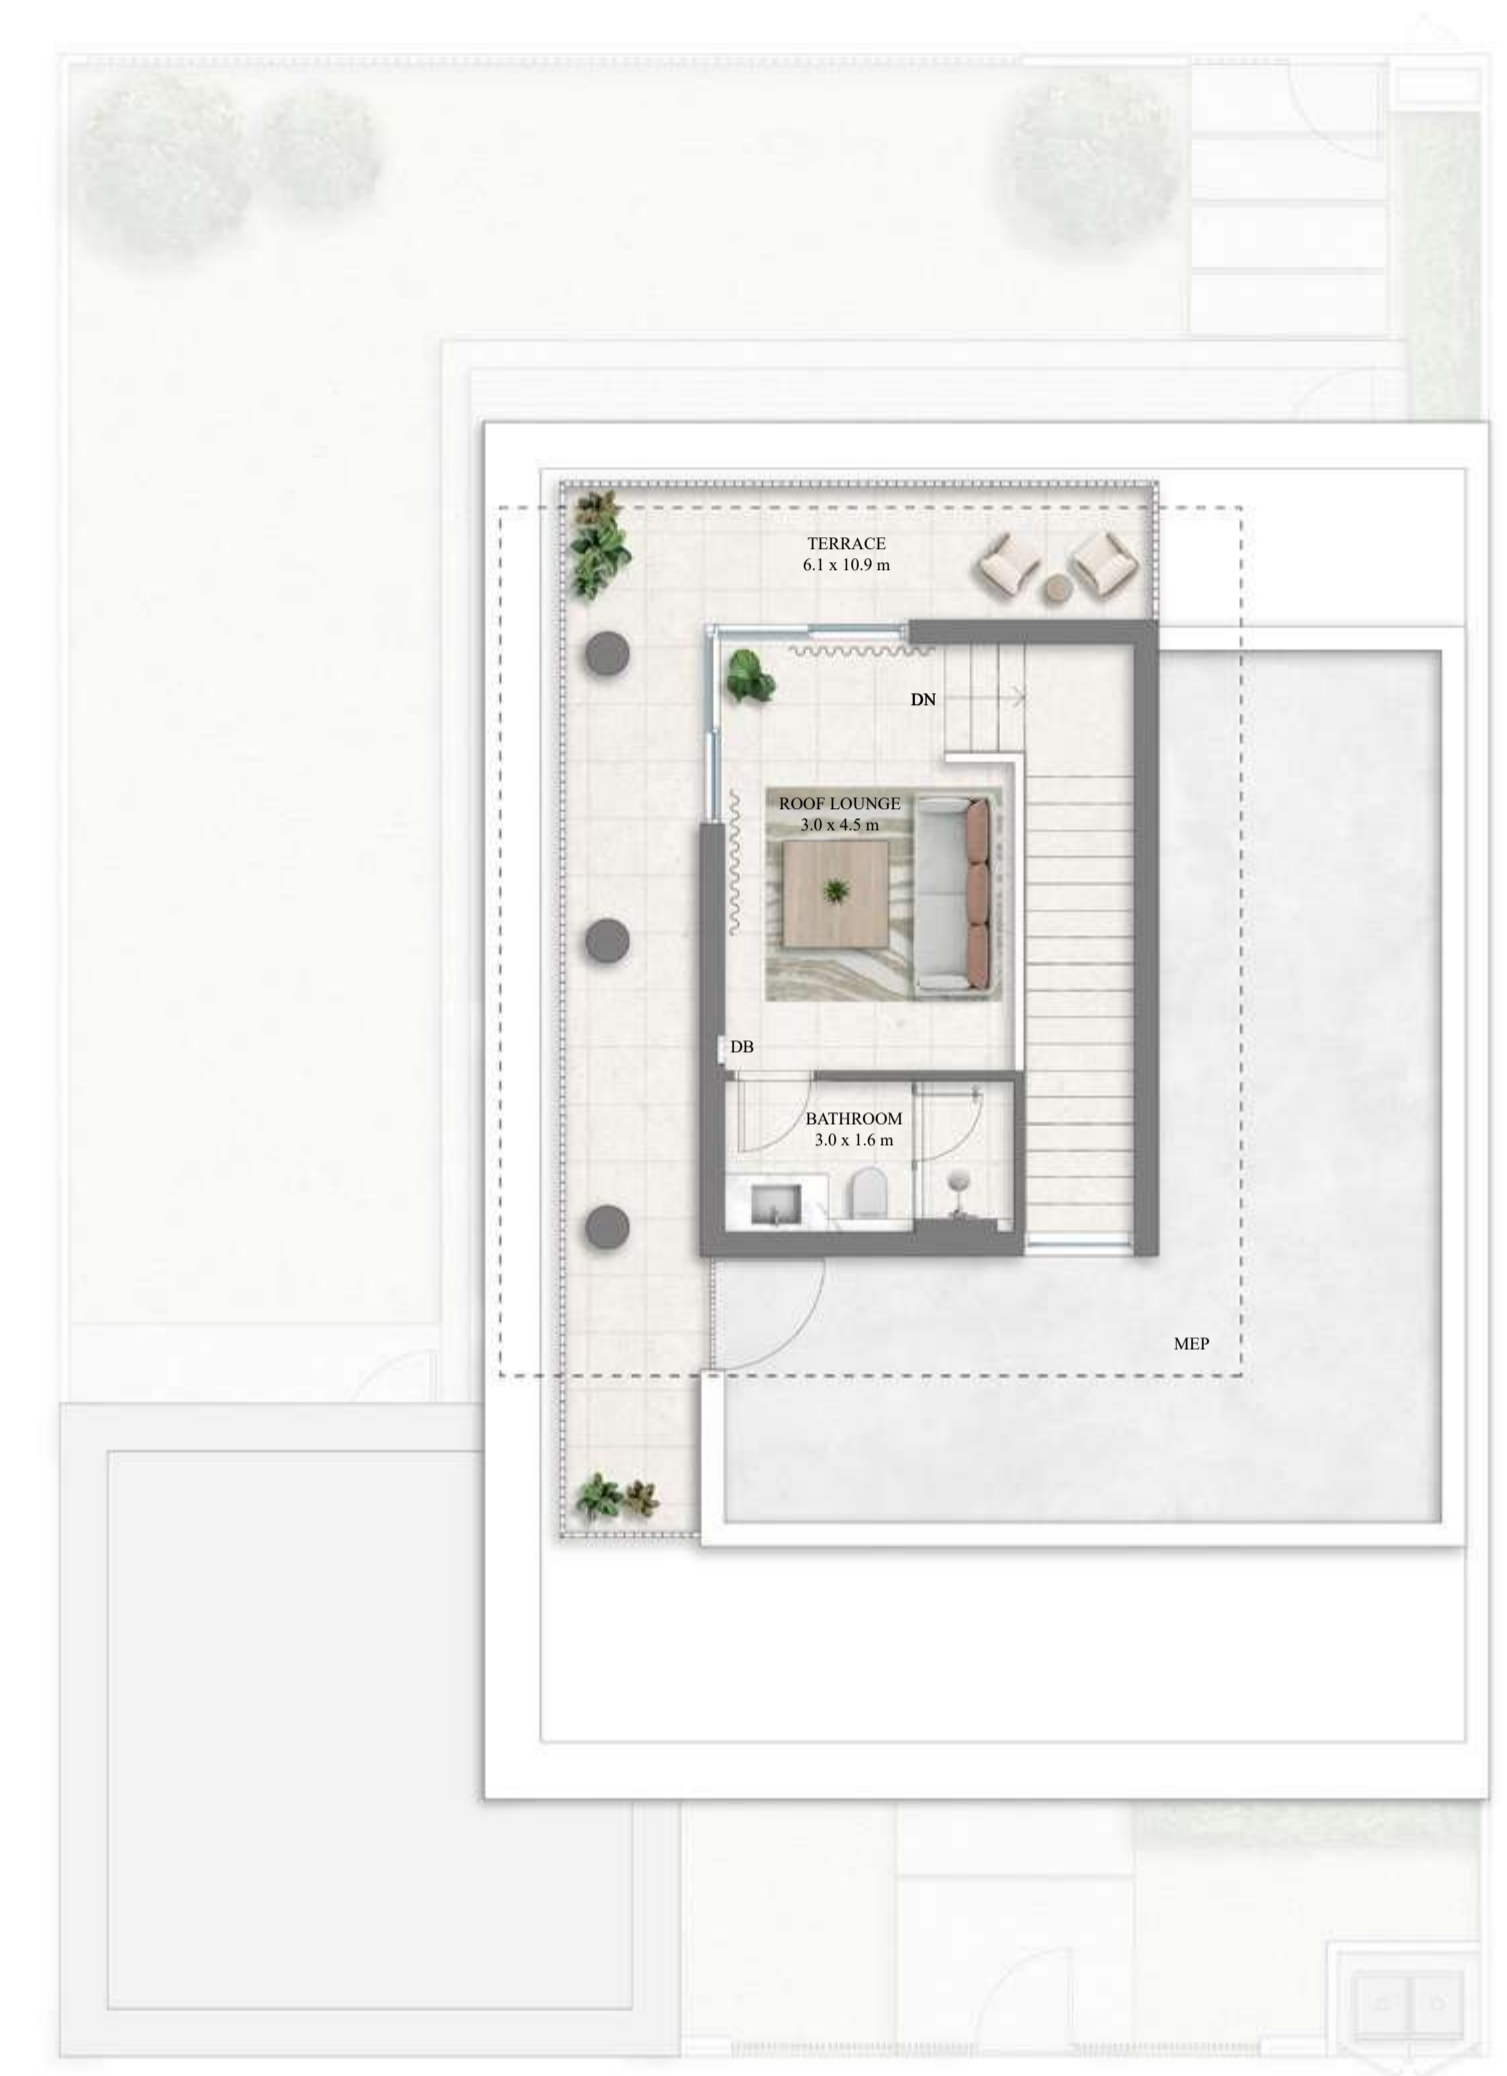 TERRACE
6.1 x 10.9 m
DN
ROOF LOUNGE
3.0 x 4.5 m
DB
BATHROOM
3.0 x 1.6 m
MEP